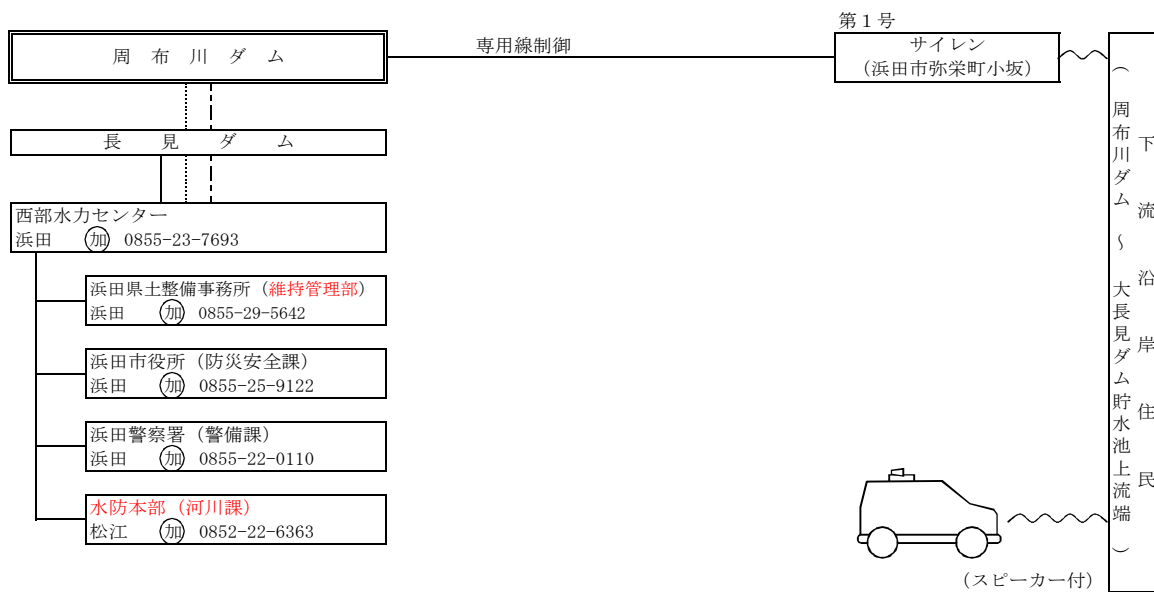 第１号
周 布 川 ダ ム
専用線制御
サイレン
（浜田市弥栄町小坂）
長 見 ダ ム
西部水力センター
浜田 加 0855-23-7693
浜田県土整備事務所（維持管理部）
浜田 加 0855-29-5642
浜田市役所（防災安全課）
浜田 加 0855-25-9122
浜田警察署（警備課）
浜田 加 0855-22-0110
水防本部（河川課）
松江 加 0852-22-6363
（スピーカー付）
下流沿岸住民
（周布川ダム～大長見ダム貯水池上流端）